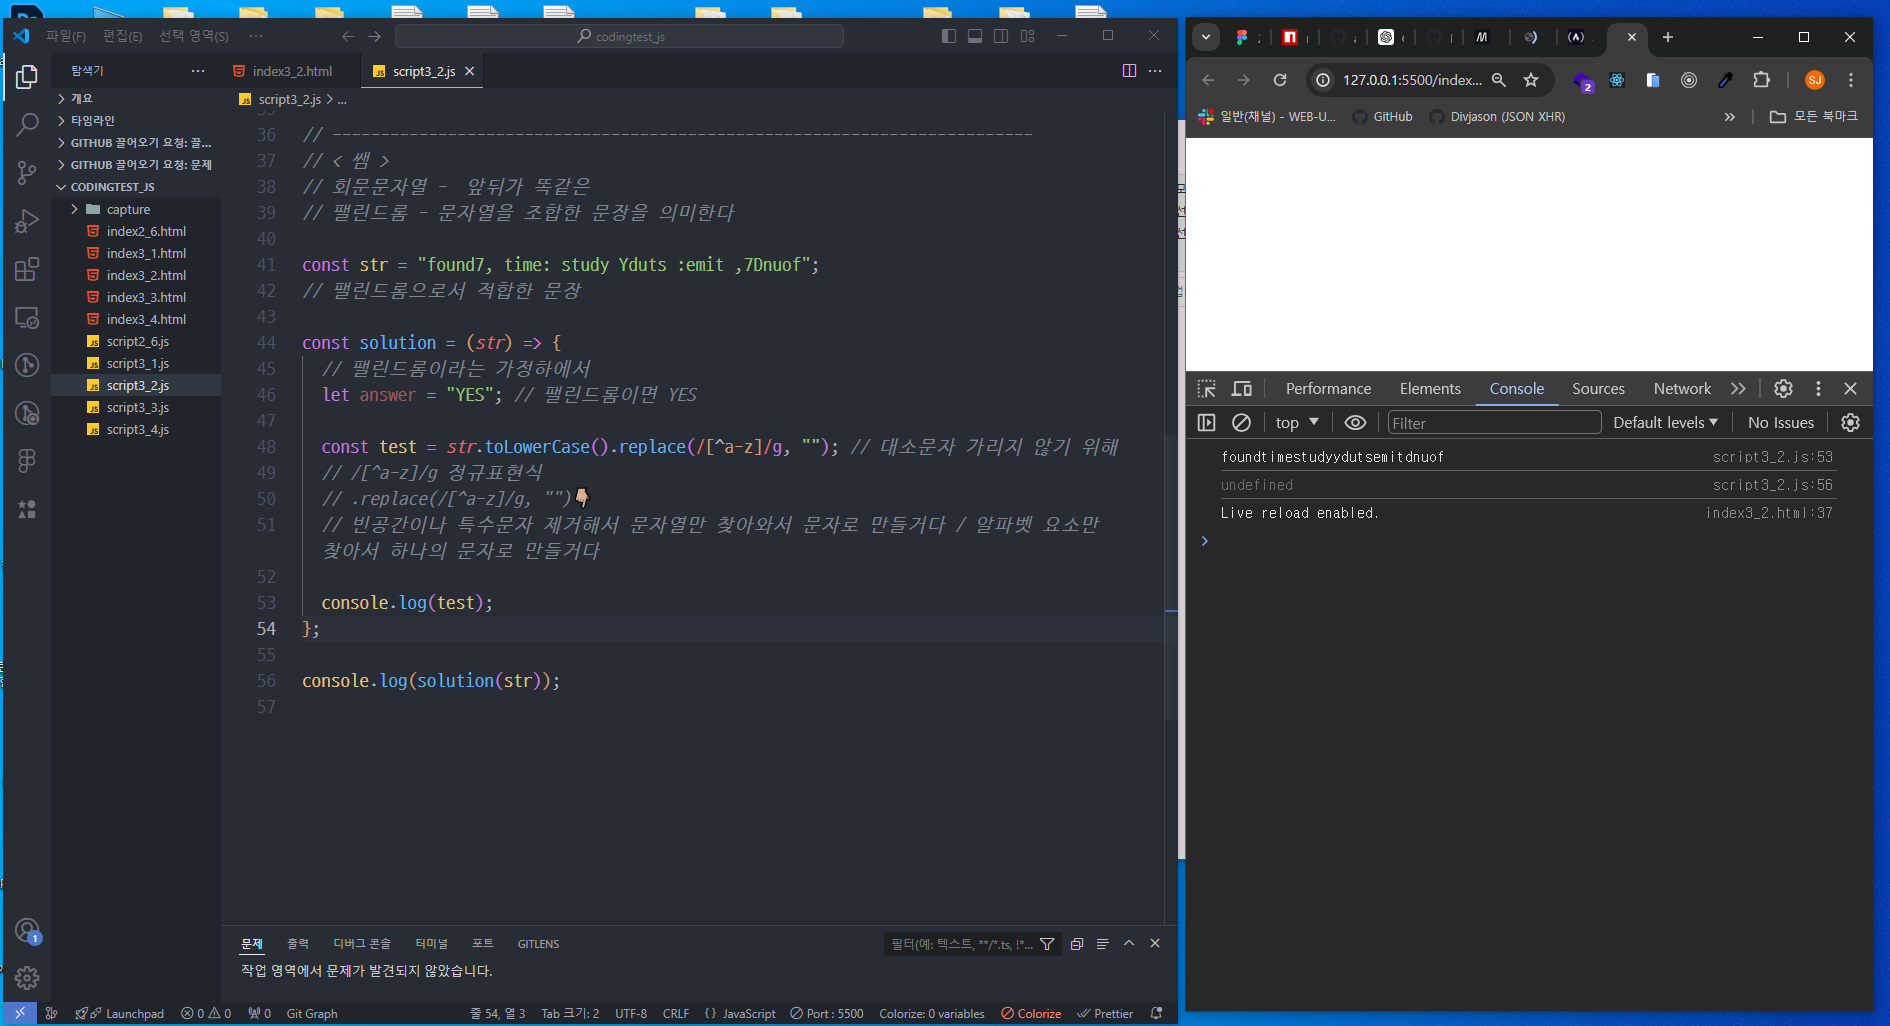 파일(F) 편집(E) 선택 영역(S) ...
codingtest_js
탐색기 ...
index3_2.html
script3_2.js
script3_2.js > ...
개요
타임라인
GITHUB 끌어오기 요청: 끌...
GITHUB 끌어오기 요청: 문제
CODINGTEST_JS
capture
index2_6.html
index3_1.html
index3_2.html
index3_3.html
index3_4.html
script2_6.js
script3_1.js
script3_2.js
script3_3.js
script3_4.js
36 // -------------------------------------------------------------------------
37 // < 쌤 >
38 // 회문문자열 - 앞뒤가 똑같은
39 // 팰린드롬 - 문자열을 조합한 문장을 의미한다
40
41 const str = "found7, time: study Yduts :emit ,7Dnuof";
42 // 팰린드롬으로서 적합한 문장
43
44 const solution = (str) => {
45 // 팰린드롬이라는 가정하에서
46 let answer = "YES"; // 팰린드롬이면 YES
47
48 const test = str.toLowerCase().replace(/[^a-z]/g, ""); // 대소문자 가리지 않기 위해
49 // /[^a-z]/g 정규표현식
50 // .replace(/[^a-z]/g, "")👇🏼
51 // 빈공간이나 특수문자 제거해서 문자열만 찾아와서 문자로 만들거다 / 알파벳 요소만
찾아서 하나의 문자로 만들거다
52
53 console.log(test);
54 };
55
56 console.log(solution(str));
57
문제 출력 디버그 콘솔 터미널 포트 GITLENS
필터(예: 텍스트, **/*.ts, !*...
작업 영역에서 문제가 발견되지 않았습니다.
1
Launchpad 0 0 0 Git Graph 줄 54, 열 3 Tab 크기: 2 UTF-8 CRLF { } JavaScript Port : 5500 Colorize: 0 variables Colorize Prettier
127.0.0.1:5500/index...
2
SJ
일반(채널) - WEB-U... GitHub Divjason (JSON XHR) » 모든 북마크
Performance Elements Console Sources Network
top Filter Default levels No Issues
foundtimestudyydutsemitdnuof script3_2.js:53
undefined script3_2.js:56
Live reload enabled. index3_2.html:37